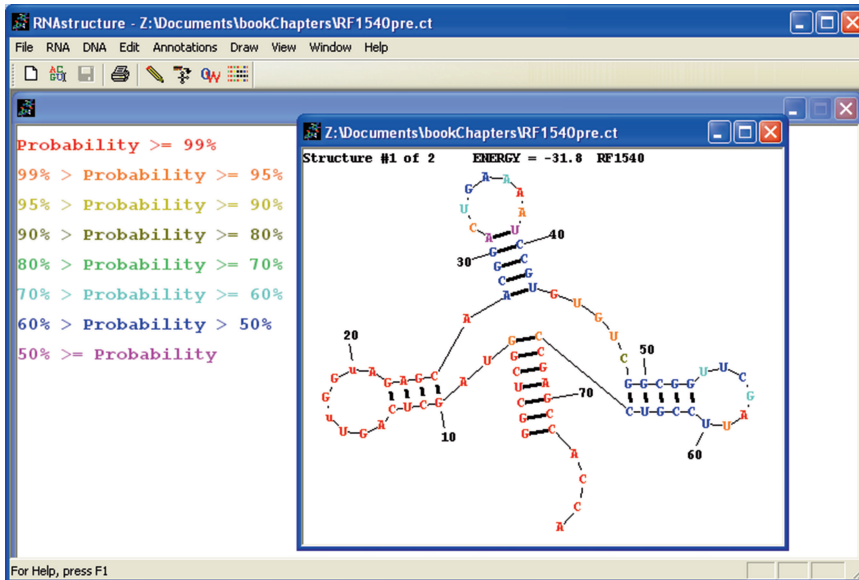 RNAstructure - Z:\Documents\bookChapters\RF1540pre.ct
File RNA DNA Edit Annotations Draw View Window Help
Probability >= 99%
99% > Probability >= 95%
95% > Probability >= 90%
90% > Probability >= 80%
80% > Probability >= 70%
70% > Probability >= 60%
60% > Probability > 50%
50% >= Probability
Z:\Documents\bookChapters\RF1540pre.ct
Structure #1 of 2 ENERGY = -31.8 RF1540
40
30
20
50
70
10
60
For Help, press F1